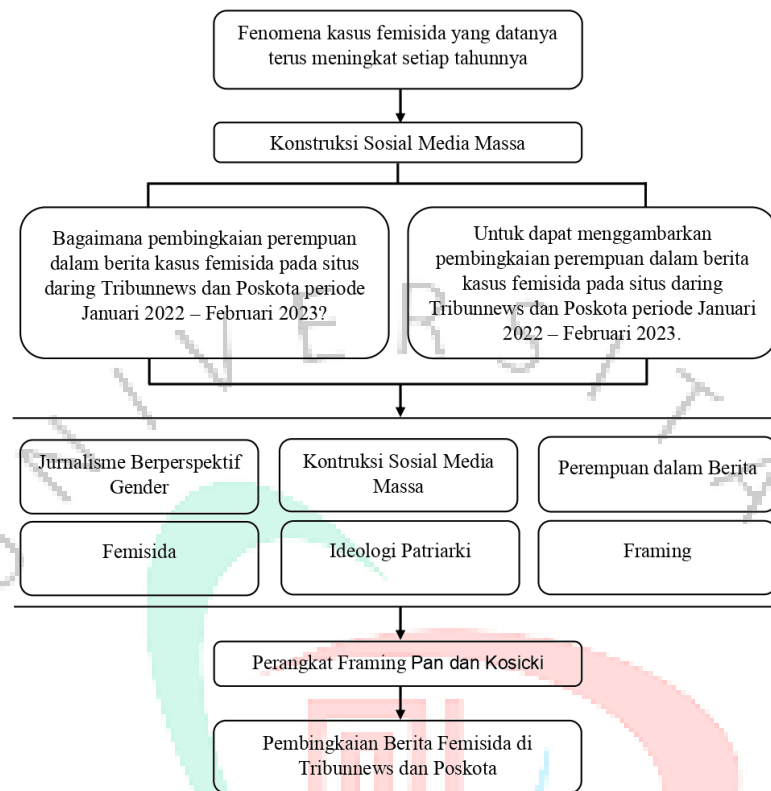 Fenomena kasus femisida yang datanya
terus meningkat setiap tahunnya
Konstruksi Sosial Media Massa
Bagaimana pembingkaian perempuan
dalam berita kasus femisida pada situs
daring Tribunnews dan Poskota periode
Januari 2022 – Februari 2023?
Untuk dapat menggambarkan
pembingkaian perempuan dalam berita
kasus femisida pada situs daring
Tribunnews dan Poskota periode Januari
2022 – Februari 2023.
Jurnalisme Berperspektif
Gender
Kontruksi Sosial Media
Massa
Perempuan dalam Berita
Femisida
Ideologi Patriarki
Framing
Perangkat Framing Pan dan Kosicki
Pembingkaian Berita Femisida di
Tribunnews dan Poskota